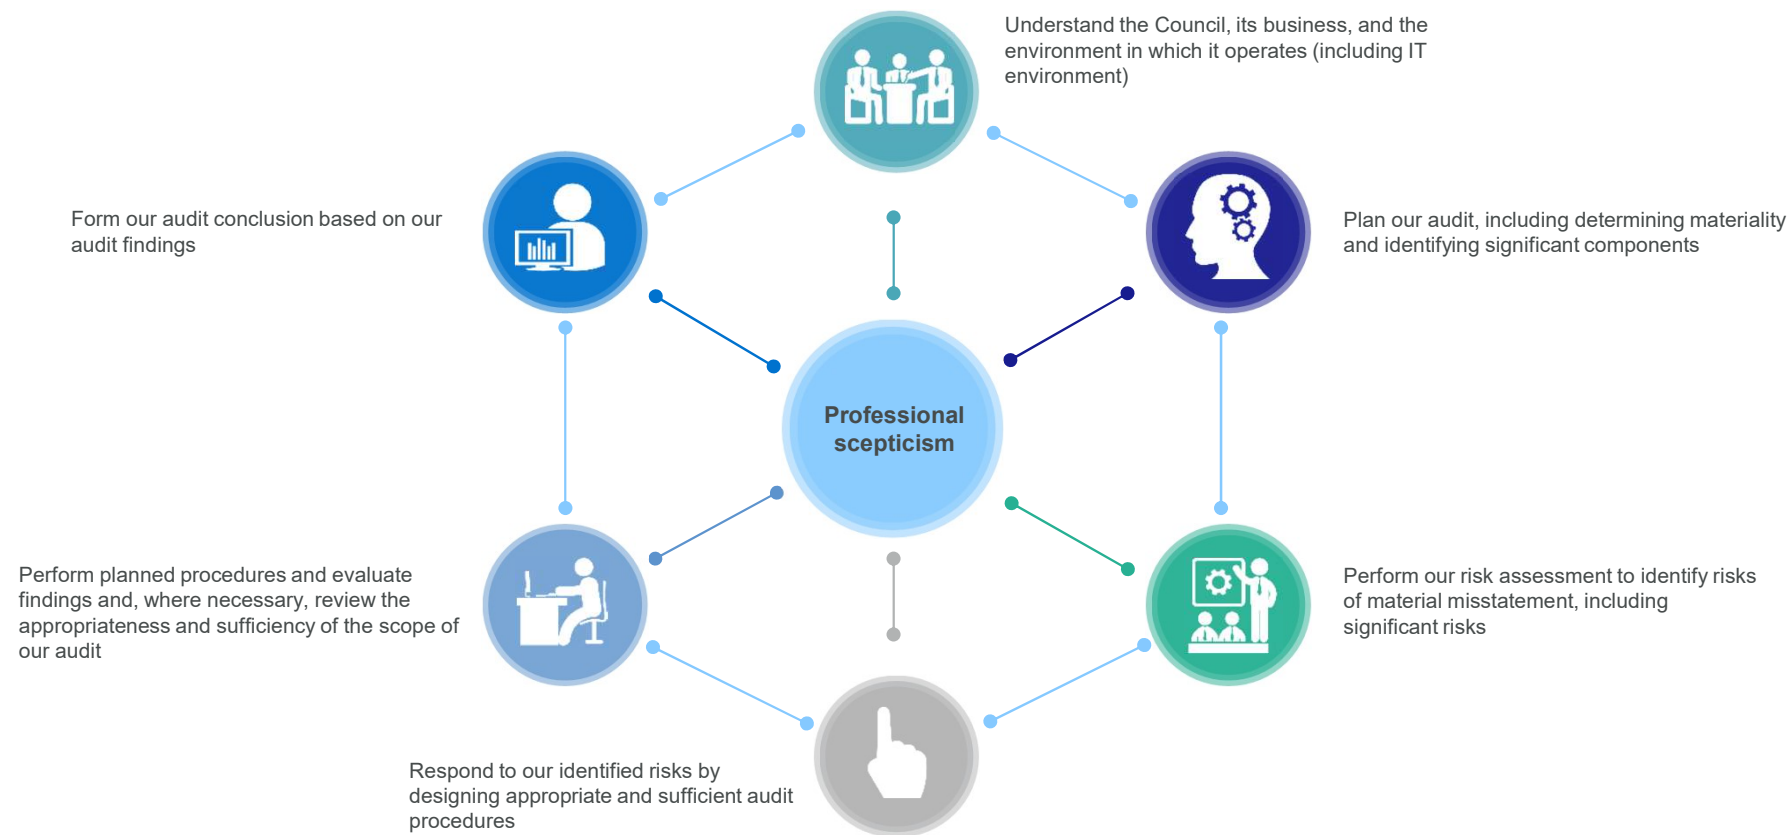 Understand the Council, its business, and the
environment in which it operates (including IT
environment)
Plan our audit, including determining materiality
and identifying significant components
Perform our risk assessment to identify risks
of material misstatement, including
significant risks
Respond to our identified risks by
designing appropriate and sufficient audit
procedures
Perform planned procedures and evaluate
findings and, where necessary, review the
appropriateness and sufficiency of the scope of
our audit
Form our audit conclusion based on our
audit findings
Professional
scepticism